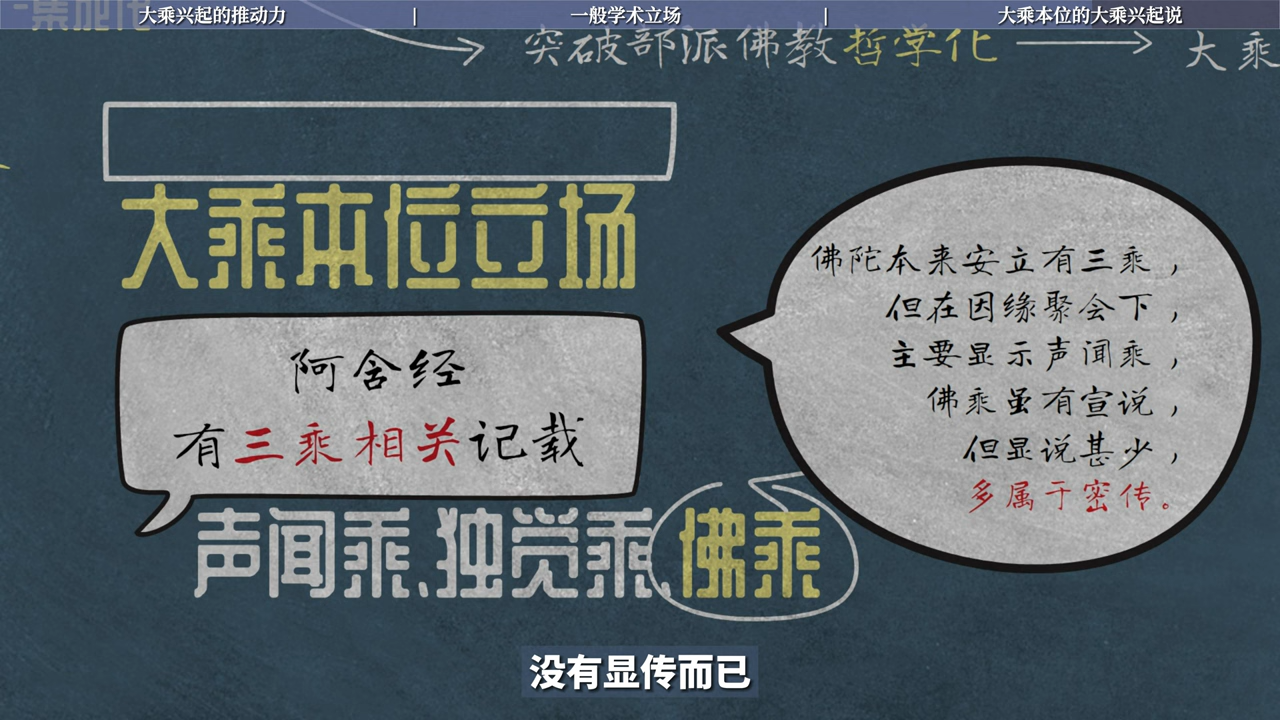 大乘兴起的推动力 | 一般学术立场 | 大乘本位的大乘兴起说
突破部派佛教哲学化
大乘
大乘本位立场
阿含经
有三乘相关记载
声闻乘、独觉乘、佛乘
佛陀本来安立有三乘，
但在因缘聚会下，
主要显示声闻乘，
佛乘虽有宣说，
但显说甚少，
多属于密传。
没有显传而已